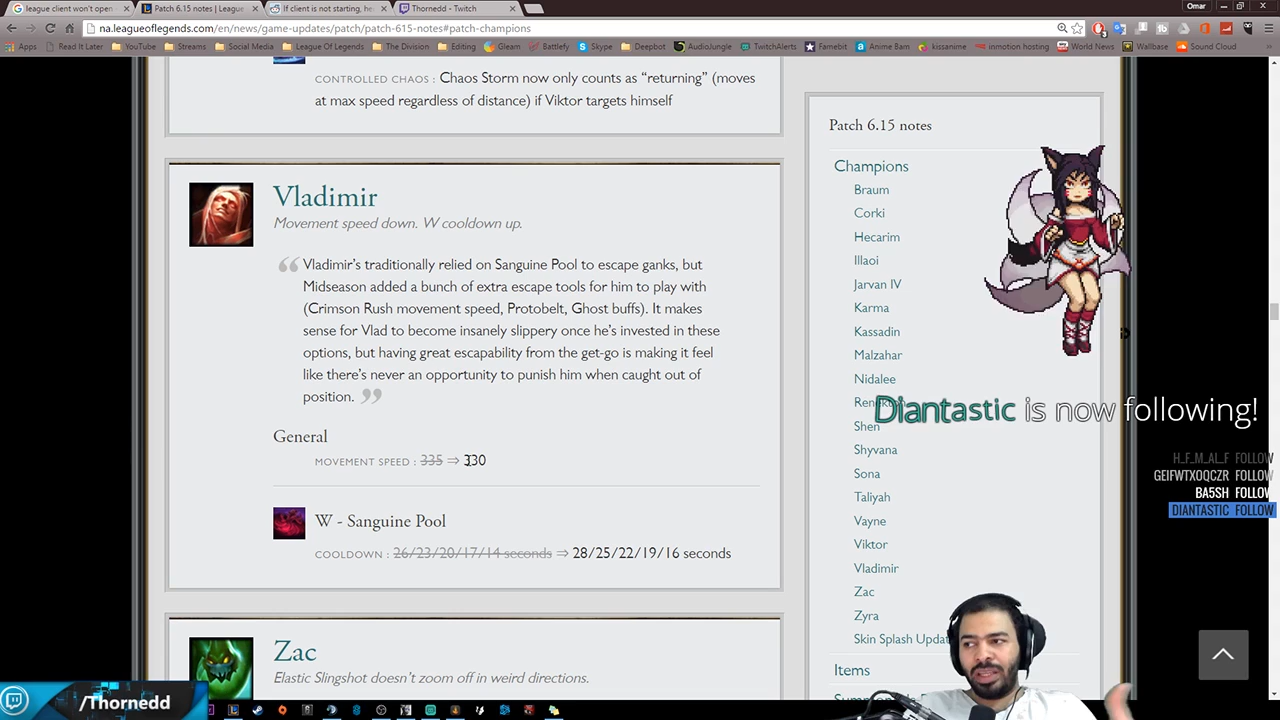 league client won't open
Patch 6.15 notes | League
If client is not starting, he
Thornedd - Twitch
Omar
na.leagueoflegends.com/en/news/game-updates/patch/patch-615-notes#patch-champions
Apps Read It Later YouTube Streams Social Media League Of Legends The Division Editing Gleam Battlefy Skype Deepbot AudioJungle TwitchAlerts Famebit Anime Bam kissanime inmotion hosting World News Wallbase Sound Cloud
CONTROLLED CHAOS : Chaos Storm now only counts as “returning” (moves
at max speed regardless of distance) if Viktor targets himself
Vladimir
Movement speed down. W cooldown up.
“ Vladimir's traditionally relied on Sanguine Pool to escape ganks, but
Midseason added a bunch of extra escape tools for him to play with
(Crimson Rush movement speed, Protobelt, Ghost buffs). It makes
sense for Vlad to become insanely slippery once he's invested in these
options, but having great escapability from the get-go is making it feel
like there's never an opportunity to punish him when caught out of
position. ”
General
MOVEMENT SPEED : 335 ⇒ 330
W - Sanguine Pool
COOLDOWN : 26/23/20/17/14 seconds ⇒ 28/25/22/19/16 seconds
Zac
Elastic Slingshot doesn't zoom off in weird directions.
Patch 6.15 notes
Champions
Braum
Corki
Hecarim
Illaoi
Jarvan IV
Karma
Kassadin
Malzahar
Nidalee
Shen
Shyvana
Sona
Taliyah
Vayne
Viktor
Vladimir
Zac
Zyra
Skin Splash Updat
Items
Diantastic is now following!
H_F_M_AL_F FOLLOW
GEIFWTXOQCZR FOLLOW
BA5SH FOLLOW
DIANTASTIC FOLLOW
/Thornedd